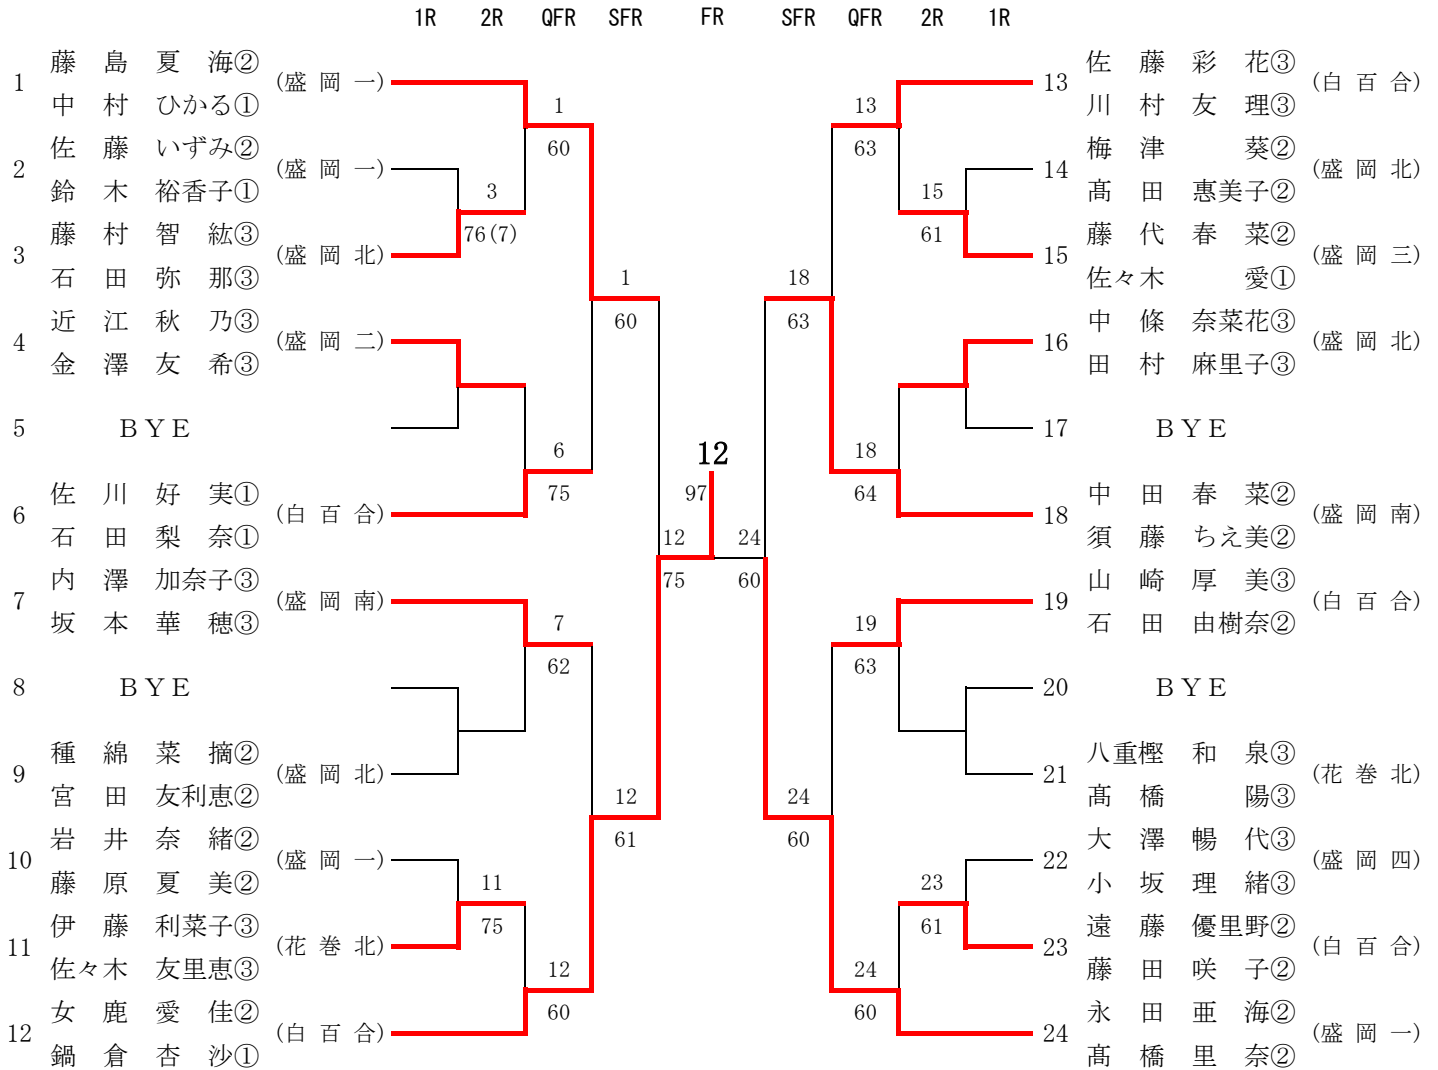 1R 2R QFR SFR FR SFR QFR 2R 1R
1 藤島夏海② 中村ひかる① (盛岡一)
2 佐藤いずみ② 鈴木裕香子① (盛岡一)
3 藤村智紘③ 石田弥那③ (盛岡北)
4 近江秋乃③ 金澤友希③ (盛岡二)
5 ＢＹＥ
6 佐川好実① 石田梨奈① (白百合)
7 内澤加奈子③ 坂本華穂③ (盛岡南)
8 ＢＹＥ
9 種綿菜摘② 宮田友利恵② (盛岡北)
10 岩井奈緒② 藤原夏美② (盛岡一)
11 伊藤利菜子③ 佐々木友里恵③ (花巻北)
12 女鹿愛佳② 鍋倉杏沙① (白百合)
3
76(7)
11
75
1
60
6
75
7
62
12
60
1
60
12
61
12
75
12
97
24
60
18
63
24
60
13
63
18
64
19
63
24
60
15
61
23
61
13 佐藤彩花③ 川村友理③ (白百合)
14 梅津葵② 髙田惠美子② (盛岡北)
15 藤代春菜② 佐々木愛① (盛岡三)
16 中條奈菜花③ 田村麻里子③ (盛岡北)
17 ＢＹＥ
18 中田春菜② 須藤ちえ美② (盛岡南)
19 山崎厚美③ 石田由樹奈② (白百合)
20 ＢＹＥ
21 八重樫和泉③ 髙橋陽③ (花巻北)
22 大澤暢代③ 小坂理緒③ (盛岡四)
23 遠藤優里野② 藤田咲子② (白百合)
24 永田亜海② 髙橋里奈② (盛岡一)